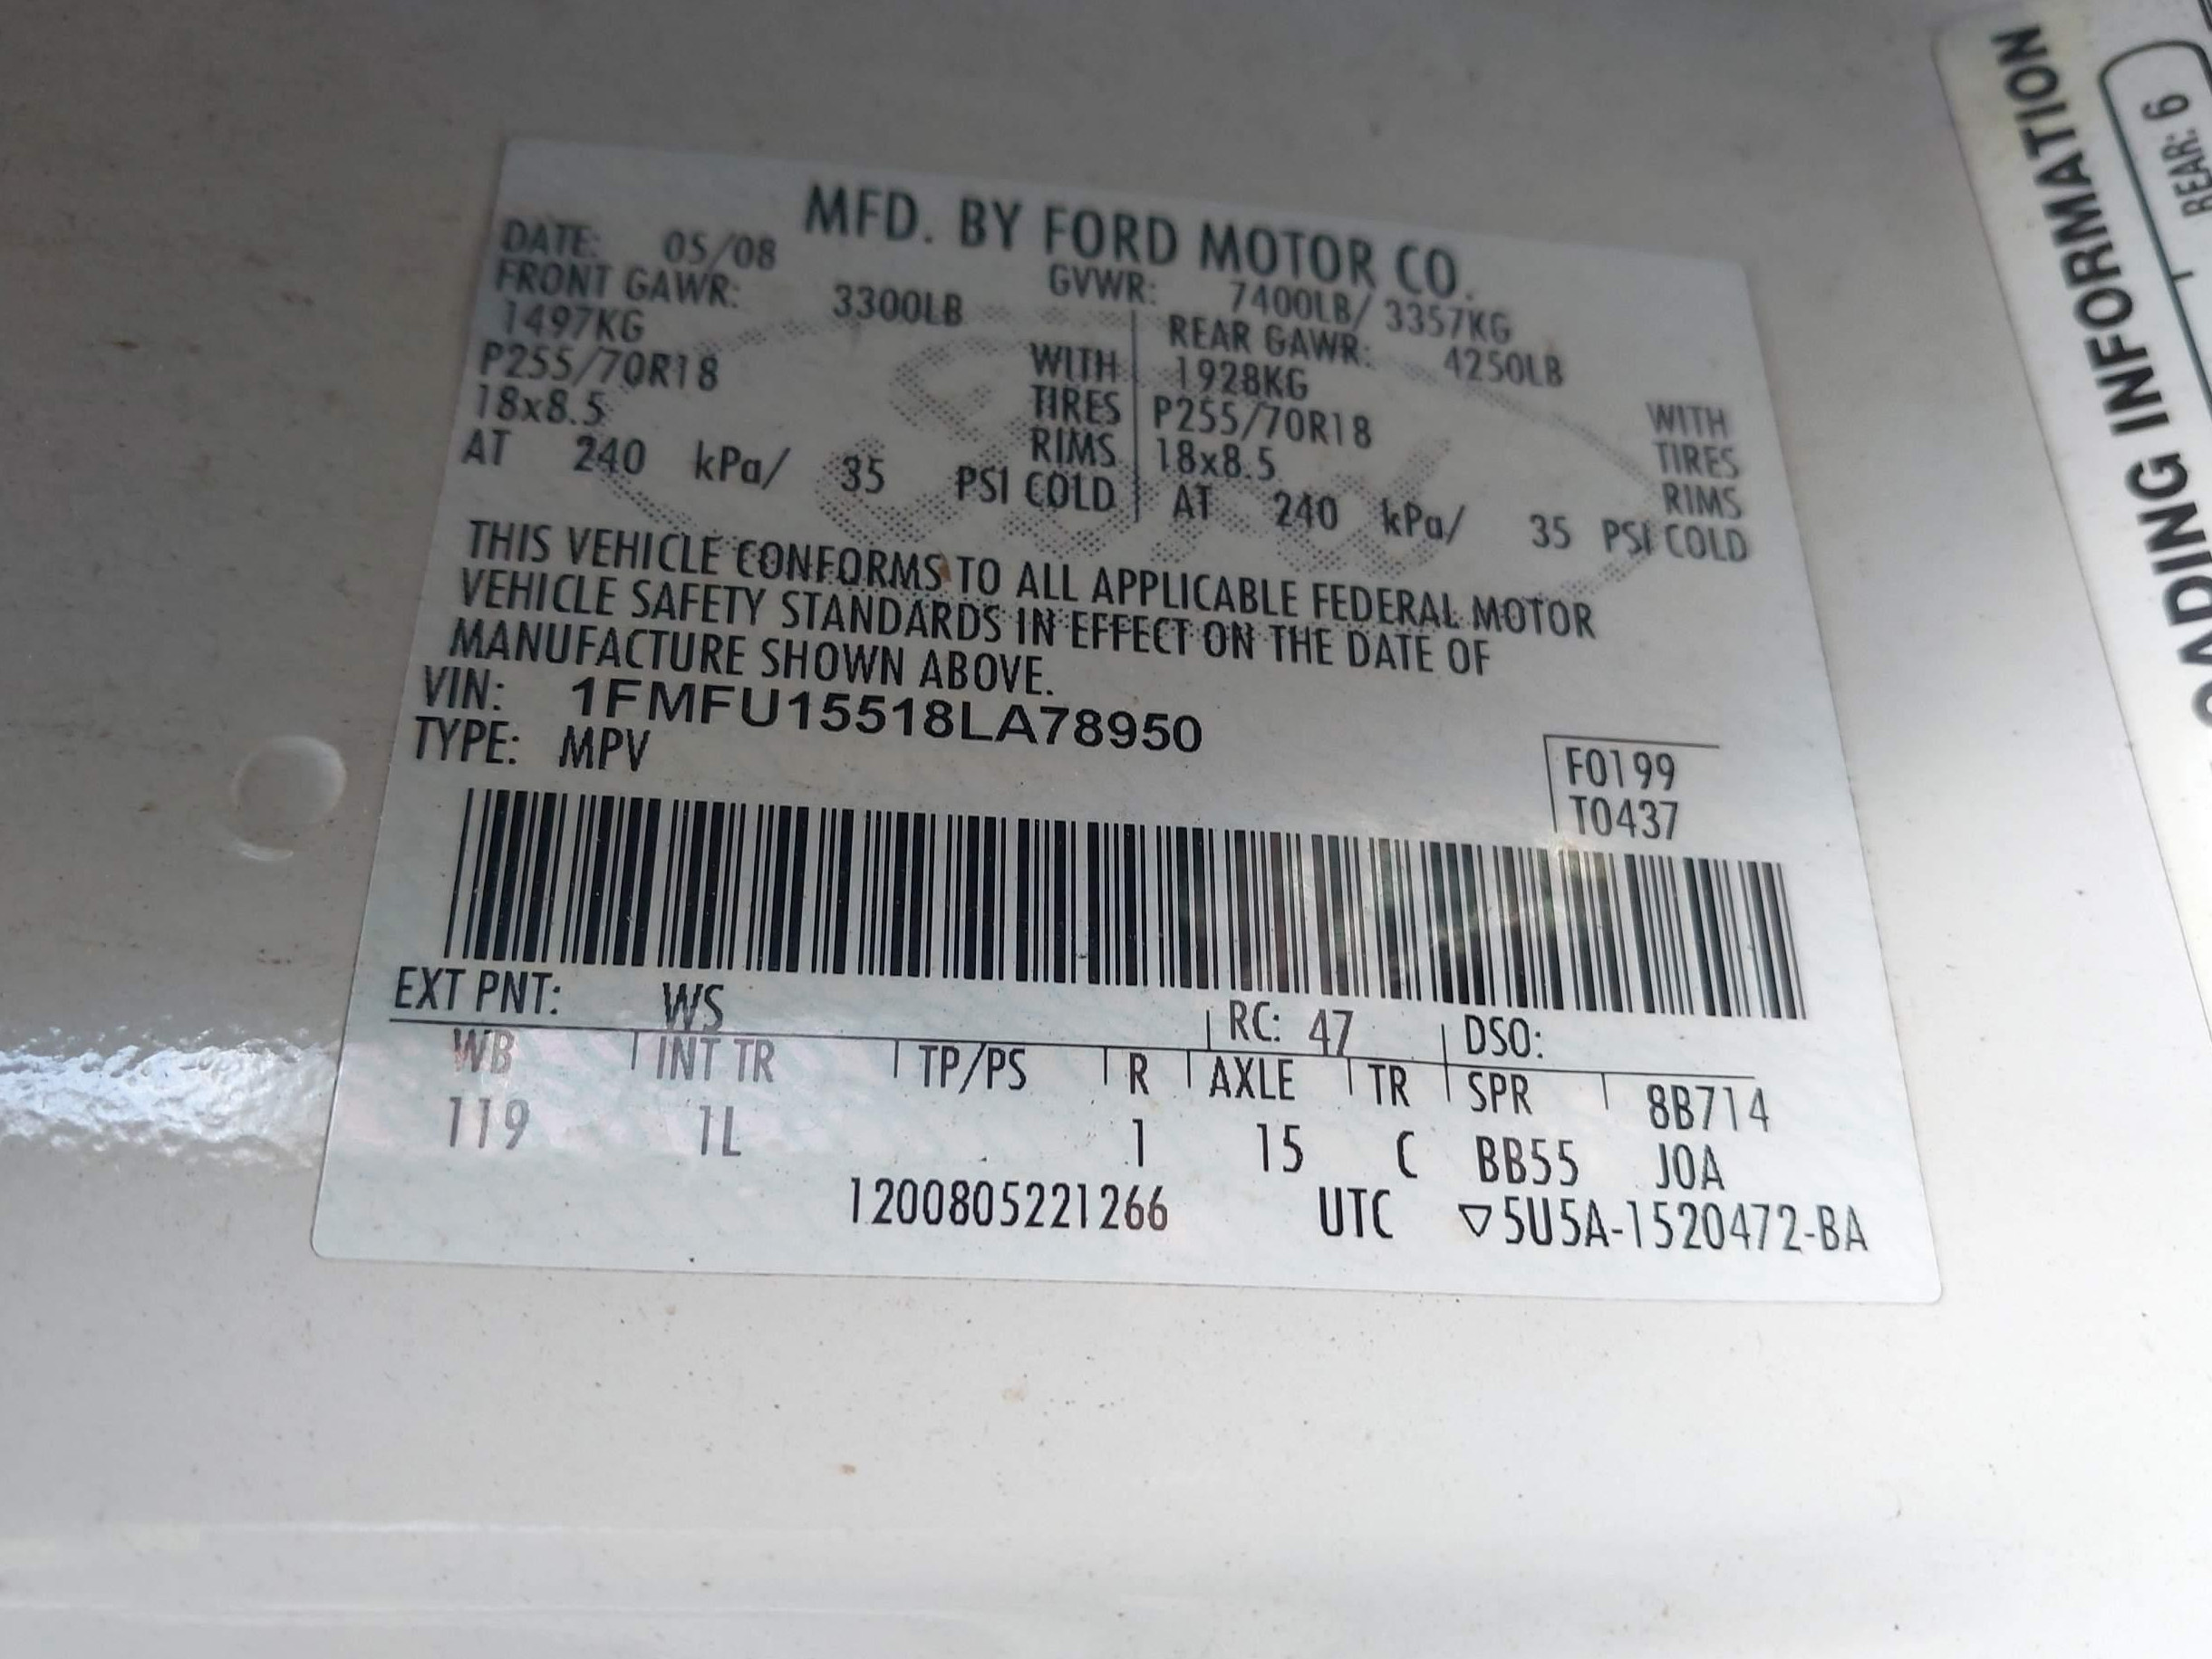 MFD. BY FORD MOTOR CO.
DATE: 05/08 GVWR: 7400LB/ 3357KG
FRONT GAWR: 3300LB REAR GAWR: 4250LB
1497KG WITH 1928KG WITH
P255/70R18 TIRES P255/70R18 TIRES
18x8.5 RIMS 18x8.5 RIMS
AT 240 kPa/ 35 PSI COLD AT 240 kPa/ 35 PSI COLD
THIS VEHICLE CONFORMS TO ALL APPLICABLE FEDERAL MOTOR
VEHICLE SAFETY STANDARDS IN EFFECT ON THE DATE OF
MANUFACTURE SHOWN ABOVE.
VIN: 1FMFU15518LA78950
TYPE: MPV
F0199
T0437
EXT PNT: WS RC: 47 DSO:
WB INT TR TP/PS R AXLE TR SPR 8B714
119 1L 1 15 C BB55 JOA
1200805221266 UTC ▽5U5A-1520472-BA
INFORMATION
REAR: 6